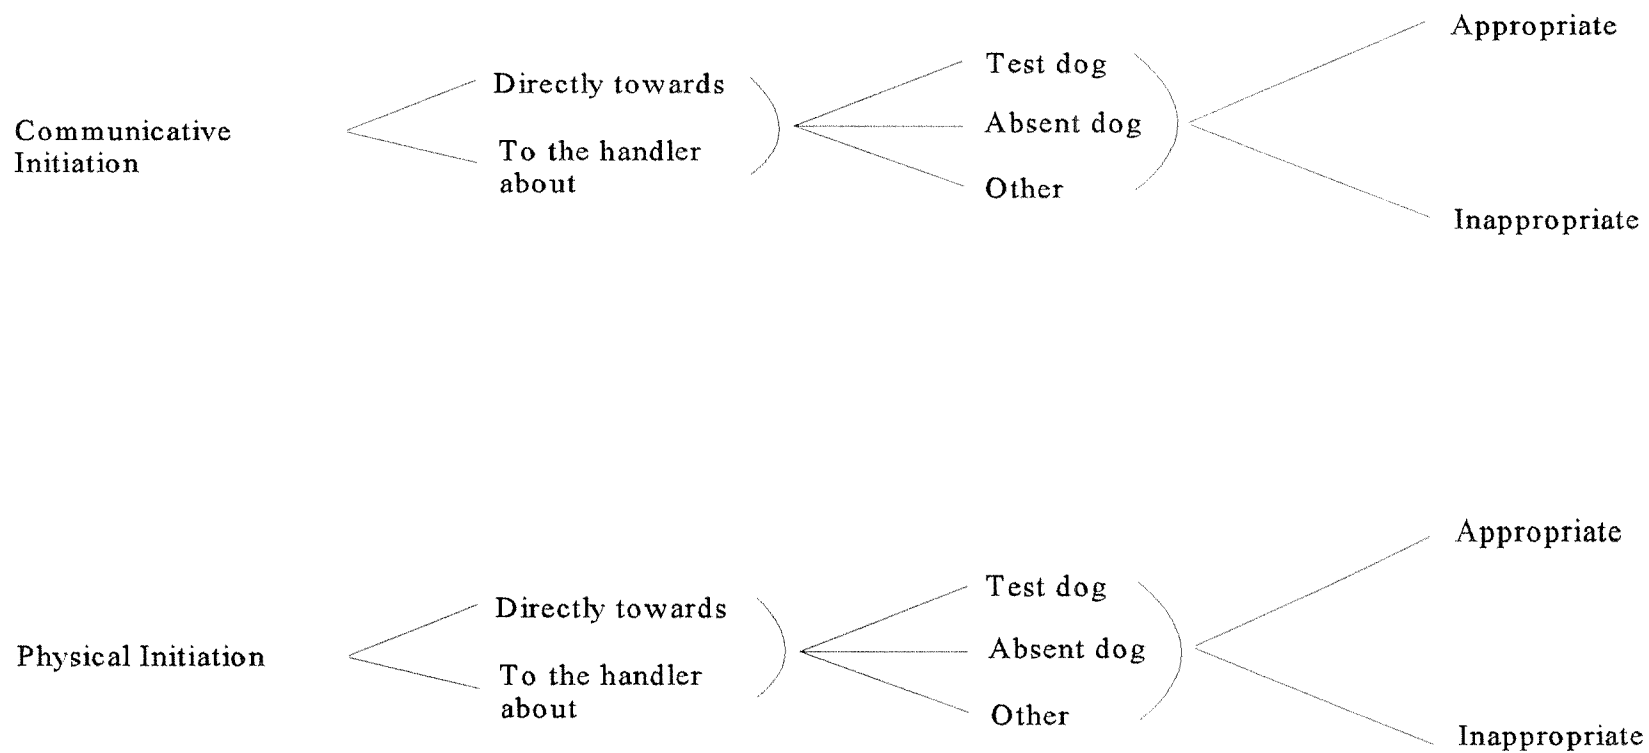 Appropriate
Directly towards
Test dog
Communicative
Initiation
Absent dog
To the handler
about
Other
Inappropriate
Appropriate
Directly towards
Test dog
Physical Initiation
Absent dog
To the handler
about
Other
Inappropriate